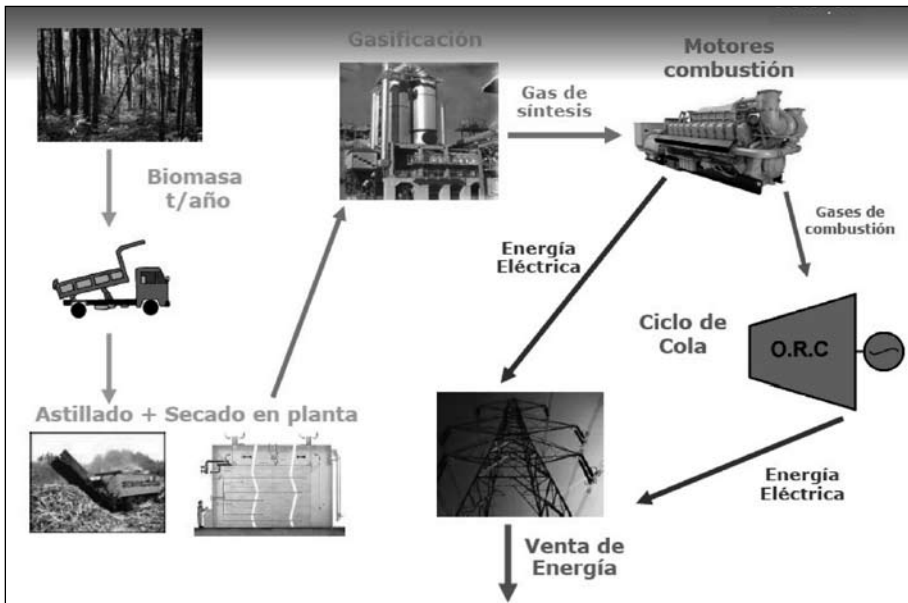 Gasificación
Motores
combustión
Gas de
síntesis
Biomasa
t/año
Gases de
combustión
Energía
Eléctrica
Ciclo de
Cola
O.R.C
Astillado + Secado en planta
Energía
Eléctrica
Venta de
Energía